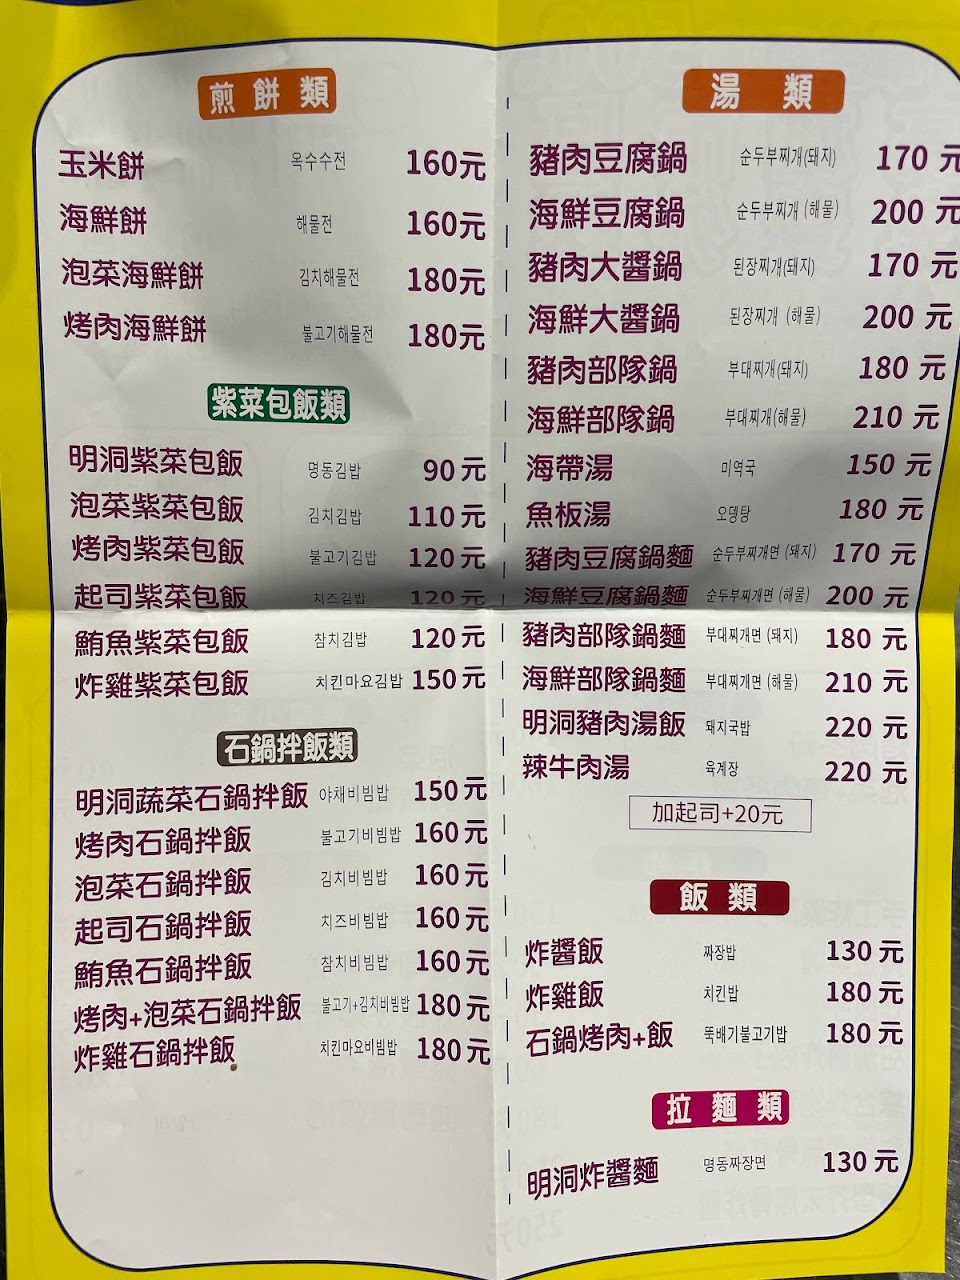 煎餅類
玉米餅 옥수수전 160元
海鮮餅 해물전 160元
泡菜海鮮餅 김치해물전 180元
烤肉海鮮餅 불고기해물전 180元
紫菜包飯類
明洞紫菜包飯 명동김밥 90元
泡菜紫菜包飯 김치김밥 110元
烤肉紫菜包飯 불고기김밥 120元
起司紫菜包飯 치즈김밥 120元
鮪魚紫菜包飯 참치김밥 120元
炸雞紫菜包飯 치킨마요김밥 150元
石鍋拌飯類
明洞蔬菜石鍋拌飯 야채비빔밥 150元
烤肉石鍋拌飯 불고기비빔밥 160元
泡菜石鍋拌飯 김치비빔밥 160元
起司石鍋拌飯 치즈비빔밥 160元
鮪魚石鍋拌飯 참치비빔밥 160元
烤肉+泡菜石鍋拌飯 불고기+김치비빔밥 180元
炸雞石鍋拌飯 치킨마요비빔밥 180元
湯類
豬肉豆腐鍋 순두부찌개(돼지) 170元
海鮮豆腐鍋 순두부찌개 (해물) 200元
豬肉大醬鍋 된장찌개(돼지) 170元
海鮮大醬鍋 된장찌개 (해물) 200元
豬肉部隊鍋 부대찌개(돼지) 180元
海鮮部隊鍋 부대찌개(해물) 210元
海帶湯 미역국 150元
魚板湯 오뎅탕 180元
豬肉豆腐鍋麵 순두부찌개면 (돼지) 170元
海鮮豆腐鍋麵 순두부찌개면 (해물) 200元
豬肉部隊鍋麵 부대찌개면 (돼지) 180元
海鮮部隊鍋麵 부대찌개면 (해물) 210元
明洞豬肉湯飯 돼지국밥 220元
辣牛肉湯 육계장 220元
加起司+20元
飯類
炸醬飯 짜장밥 130元
炸雞飯 치킨밥 180元
石鍋烤肉+飯 뚝배기불고기밥 180元
拉麵類
明洞炸醬麵 명동짜장면 130元